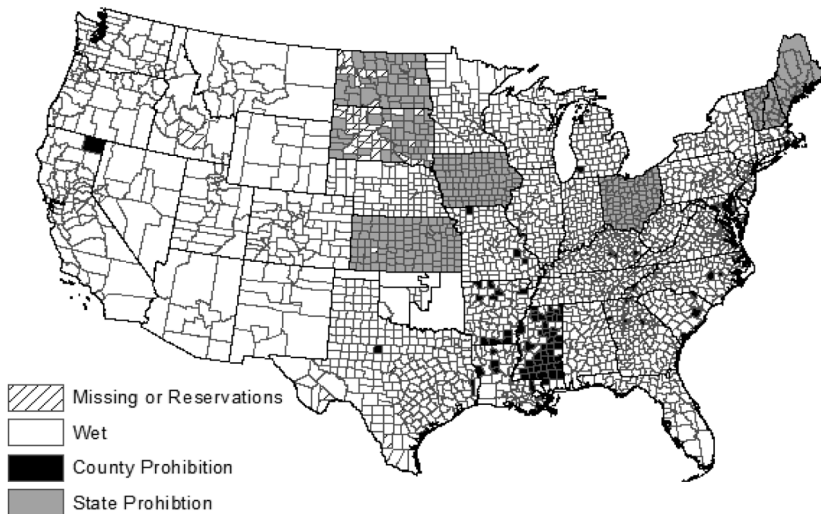 Missing or Reservations
Wet
County Prohibition
State Prohibtion